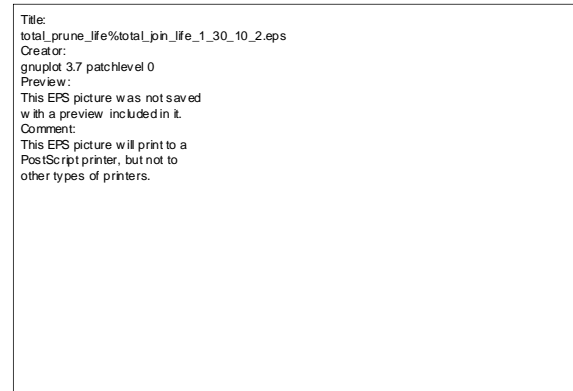 Title:
total_prune_life%total_join_life_1_30_10_2.eps
Creator:
gnuplot 3.7 patchlevel 0
Preview:
This EPS picture was not saved
with a preview included in it.
Comment:
This EPS picture will print to a
PostScript printer, but not to
other types of printers.